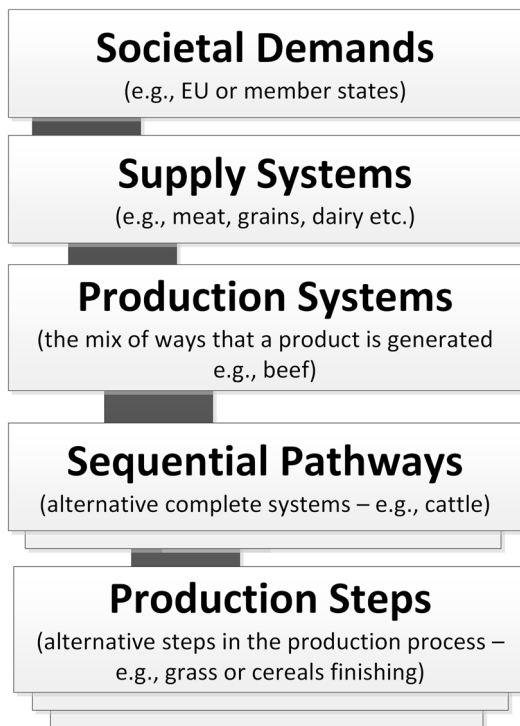 Societal Demands
(e.g., EU or member states)
Supply Systems
(e.g., meat, grains, dairy etc.)
Production Systems
(the mix of ways that a product is generated
e.g., beef)
Sequential Pathways
(alternative complete systems – e.g., cattle)
Production Steps
(alternative steps in the production process –
e.g., grass or cereals finishing)